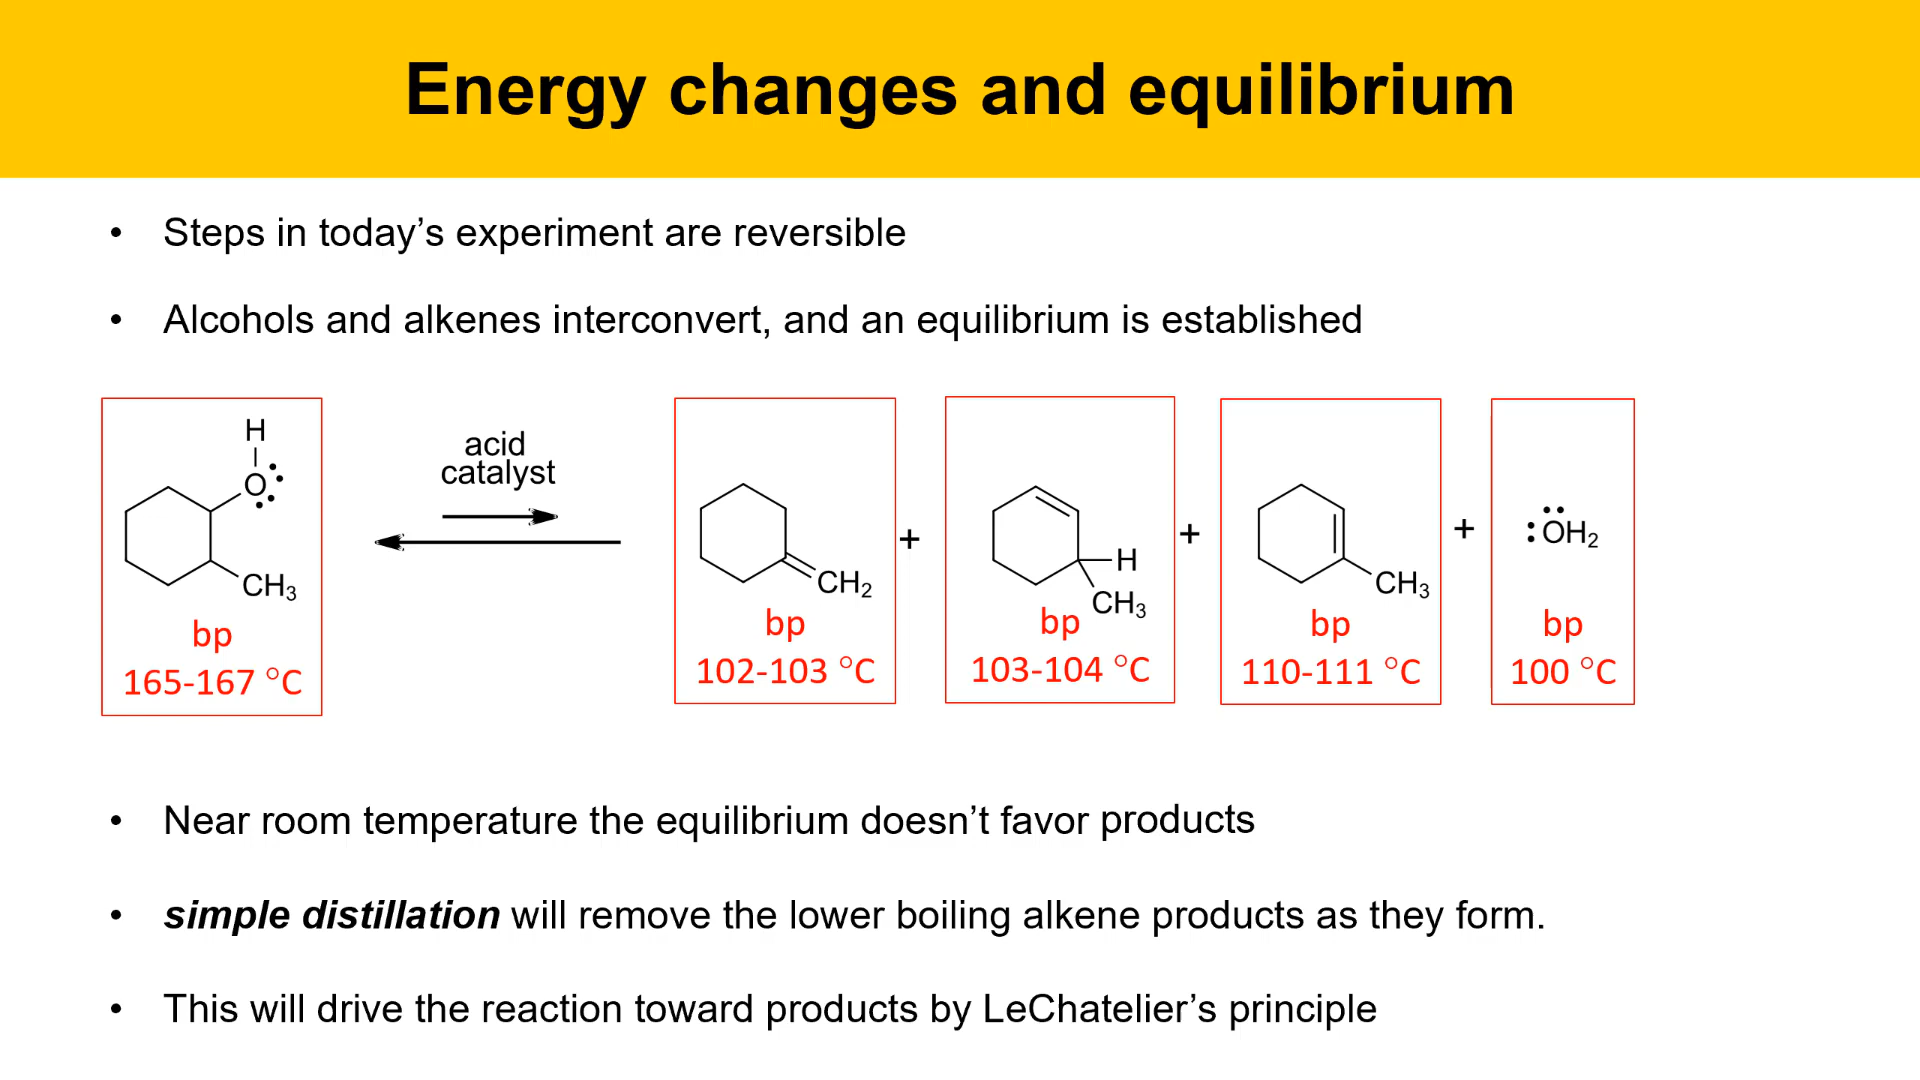 Energy changes and equilibrium
• Steps in today’s experiment are reversible
• Alcohols and alkenes interconvert, and an equilibrium is established
H
O
CH3
bp
165-167 °C
acid
catalyst
CH2
bp
102-103 °C
+
H
CH3
bp
103-104 °C
+
CH3
bp
110-111 °C
+
:OH2
bp
100 °C
• Near room temperature the equilibrium doesn’t favor products
• simple distillation will remove the lower boiling alkene products as they form.
• This will drive the reaction toward products by LeChatelier’s principle